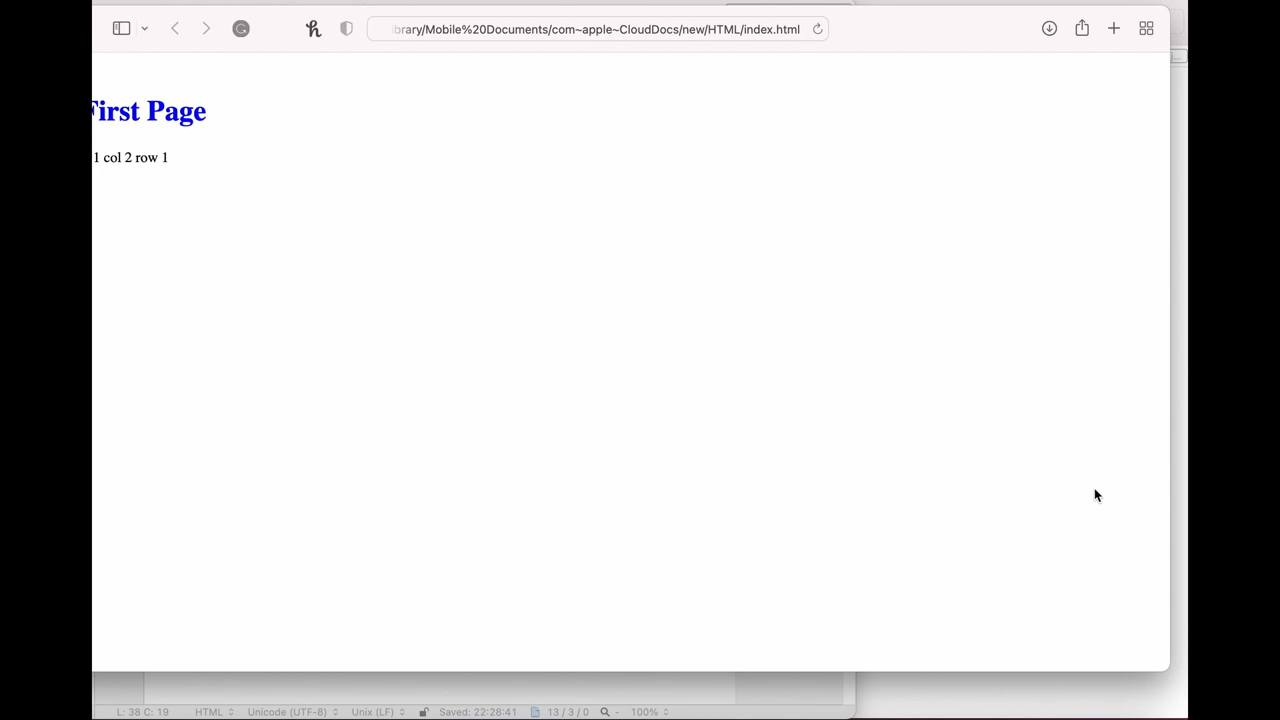 brary/Mobile%20Documents/com~apple~CloudDocs/new/HTML/index.html
First Page
1 col 2 row 1
L: 38 C: 19 HTML Unicode (UTF-8) Unix (LF) Saved: 22:28:41 13 / 3 / 0 100%